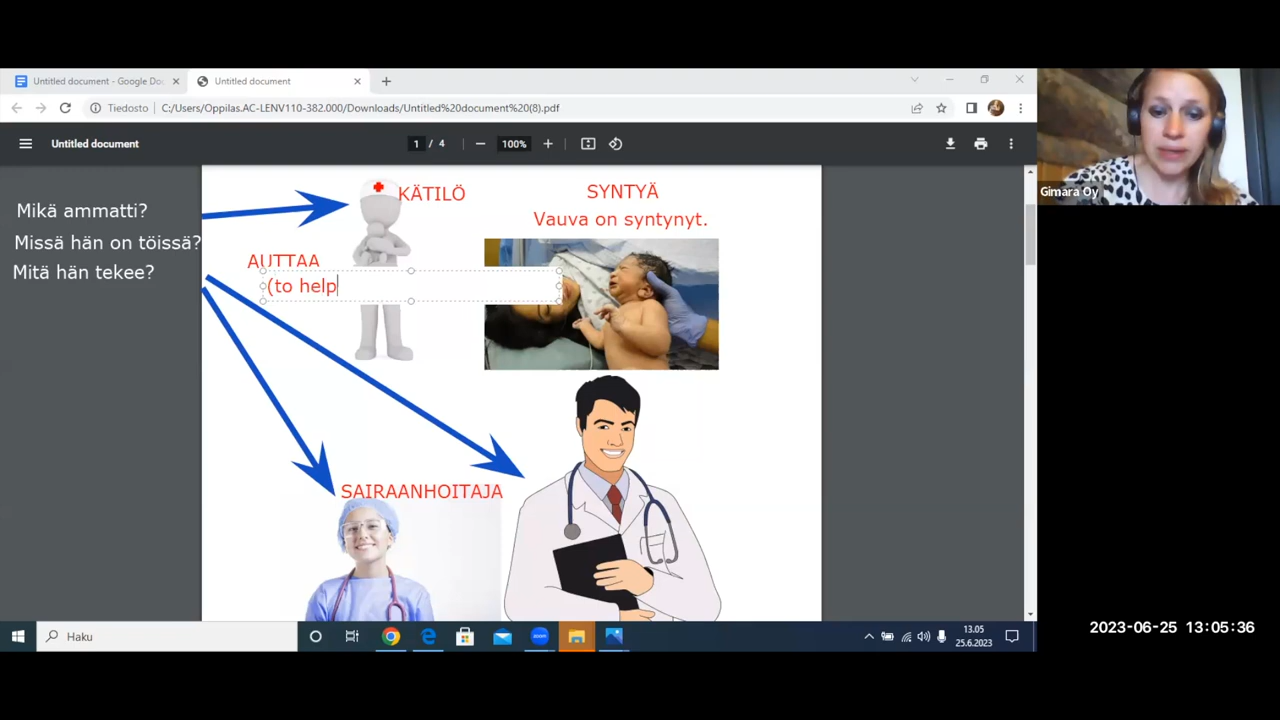 Untitled document - Google Do
Untitled document
Tiedosto
C:/Users/Oppilas.AC-LENV110-382.000/Downloads/Untitled%20document%20(8).pdf
Untitled document
1 / 4
100%
Gimara Oy
KÄTILÖ
SYNTYÄ
Vauva on syntynyt.
Mikä ammatti?
Missä hän on töissä?
Mitä hän tekee?
AUTTAA
(to help
SAIRAANHOITAJA
Haku
13.05
25.6.2023
2023-06-25 13:05:36